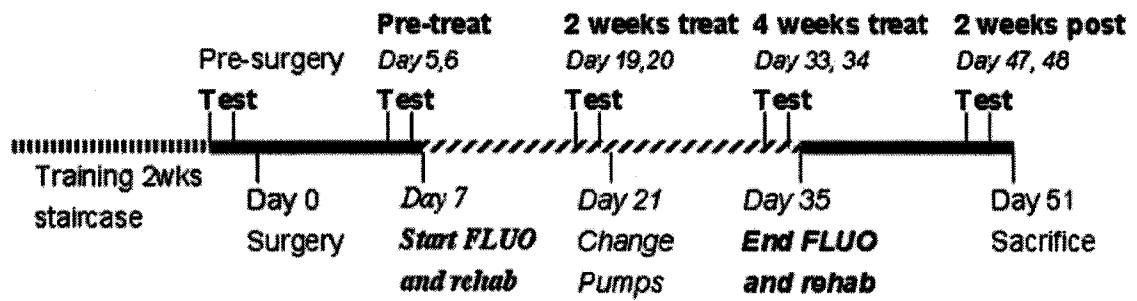 Pre-treat 2 weeks treat 4 weeks treat 2 weeks post
Pre-surgery Day 5,6 Day 19,20 Day 33, 34 Day 47, 48
Test Test Test Test Test
Training 2wks
staircase
Day 0 Day 7 Day 21 Day 35 Day 51
Surgery Start FLUO Change End FLUO Sacrifice
and rehab Pumps and rehab